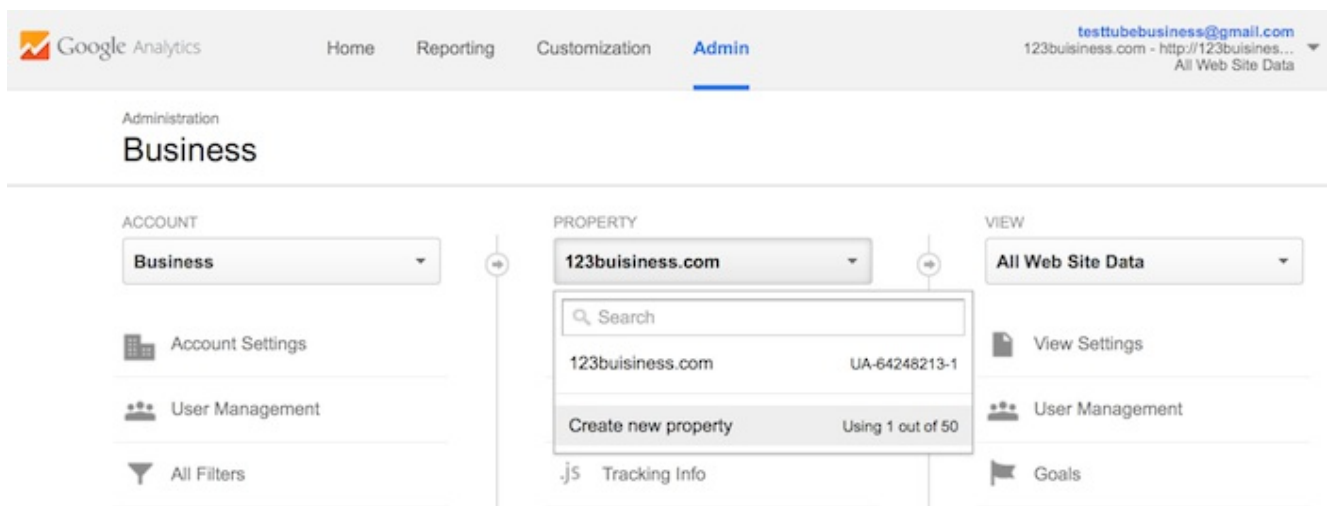 Google Analytics Home Reporting Customization Admin
testtubebusiness@gmail.com
123buisiness.com - http://123buisines...
All Web Site Data
Administration
Business
ACCOUNT PROPERTY VIEW
Business 123buisiness.com All Web Site Data
Search
Account Settings View Settings
123buisiness.com UA-64248213-1
User Management User Management
Create new property Using 1 out of 50
All Filters .js Tracking Info Goals